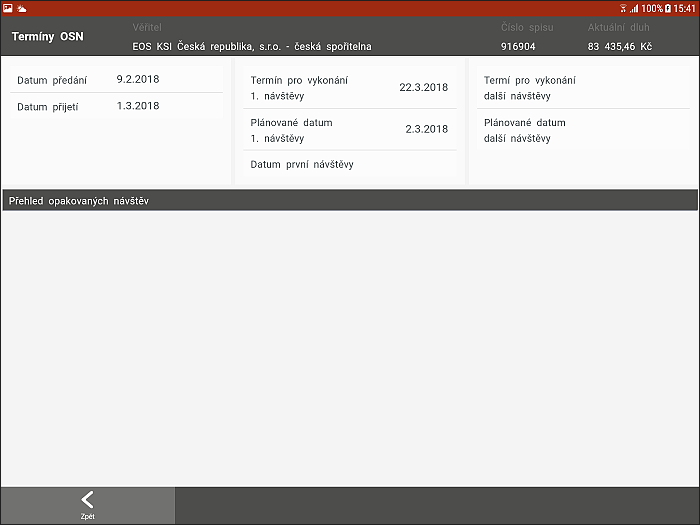 100% 15:41
Termíny OSN
Věřitel
EOS KSI Česká republika, s.r.o. - česká spořitelna
Číslo spisu
916904
Aktuální dluh
83 435,46 Kč
Datum předání 9.2.2018
Datum přijetí 1.3.2018
Termín pro vykonání
1. návštěvy
22.3.2018
Plánované datum
1. návštěvy
2.3.2018
Datum první návštěvy
Termí pro vykonání
další návštěvy
Plánované datum
další návštěvy
Přehled opakovaných návštěv
Zpět